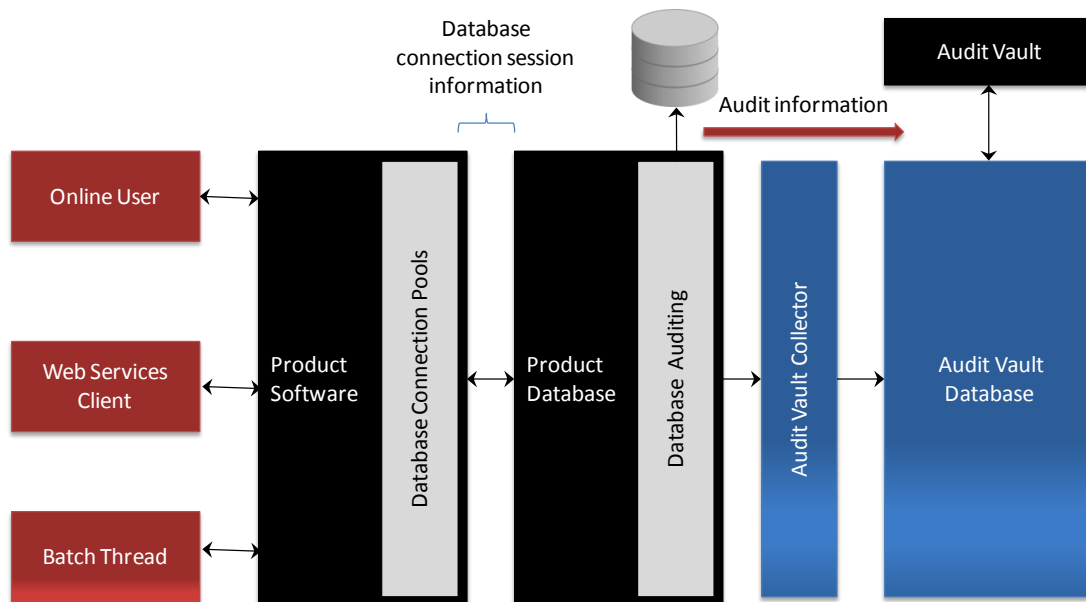 Database
connection session
information
Audit Vault
Audit information
Online User
Web Services
Client
Batch Thread
Product
Software
Database Connection Pools
Product
Database
Database Auditing
Audit Vault Collector
Audit Vault
Database